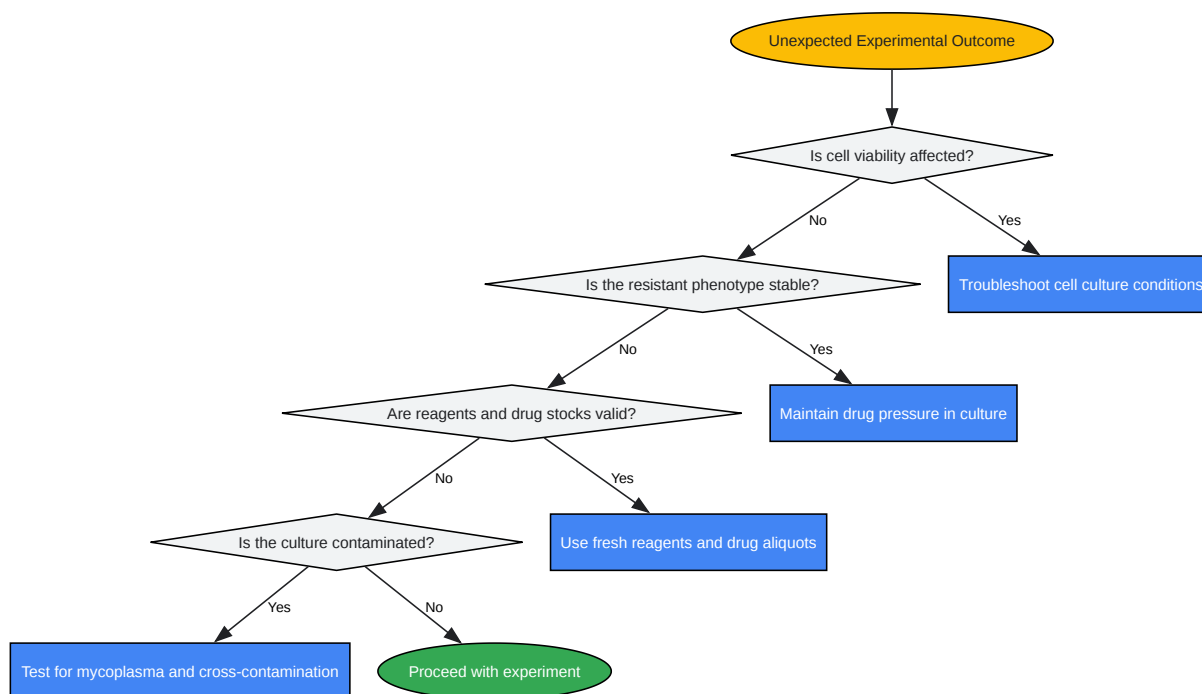 Unexpected Experimental Outcome
Is cell viability affected?
No
Yes
Is the resistant phenotype stable?
Troubleshoot cell culture conditions
No
Yes
Are reagents and drug stocks valid?
Maintain drug pressure in culture
No
Yes
Is the culture contaminated?
Use fresh reagents and drug aliquots
Yes
No
Test for mycoplasma and cross-contamination
Proceed with experiment